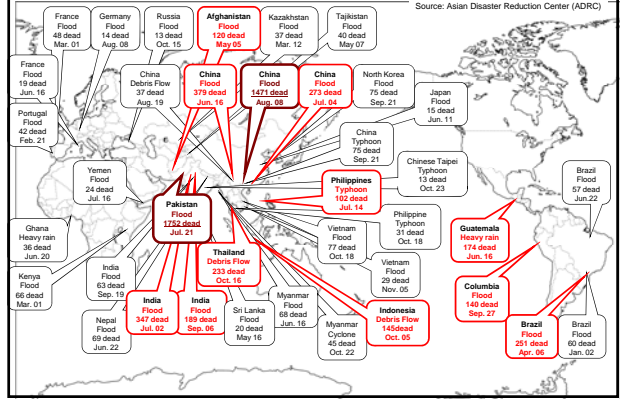 Source: Asian Disaster Reduction Center (ADRC)
France
Flood
48 dead
Mar. 01
Germany
Flood
14 dead
Aug. 08
Russia
Flood
13 dead
Oct. 15
Afghanistan
Flood
120 dead
May 05
Kazakhstan
Flood
37 dead
Mar. 12
Tajikistan
Flood
40 dead
May 07
France
Flood
19 dead
Jun. 16
China
Debris Flow
37 dead
Aug. 19
China
Flood
379 dead
Jun. 16
China
Flood
1471 dead
Aug. 08
China
Flood
273 dead
Jul. 04
North Korea
Flood
75 dead
Sep. 21
Japan
Flood
15 dead
Jun. 11
Portugal
Flood
42 dead
Feb. 21
China
Typhoon
75 dead
Sep. 21
Chinese Taipei
Typhoon
13 dead
Oct. 23
Yemen
Flood
24 dead
Jul. 16
Philippines
Typhoon
102 dead
Jul. 14
Brazil
Flood
57 dead
Jun.22
Pakistan
Flood
1752 dead
Jul. 21
Philippine
Typhoon
31 dead
Oct. 18
Ghana
Heavy rain
36 dead
Jun. 20
Vietnam
Flood
77 dead
Oct. 18
Guatemala
Heavy rain
174 dead
Jun. 16
Thailand
Debris Flow
233 dead
Oct. 16
Vietnam
Flood
29 dead
Nov. 05
Kenya
Flood
66 dead
Mar. 01
India
Flood
63 dead
Sep. 19
Columbia
Flood
140 dead
Sep. 27
India
Flood
347 dead
Jul. 02
India
Flood
189 dead
Sep. 06
Sri Lanka
Flood
20 dead
May 16
Myanmar
Flood
68 dead
Jun. 16
Indonesia
Debris Flow
145dead
Oct. 05
Nepal
Flood
69 dead
Jun. 22
Myanmar
Cyclone
45 dead
Oct. 22
Brazil
Flood
251 dead
Apr. 06
Brazil
Flood
60 dead
Jan. 02